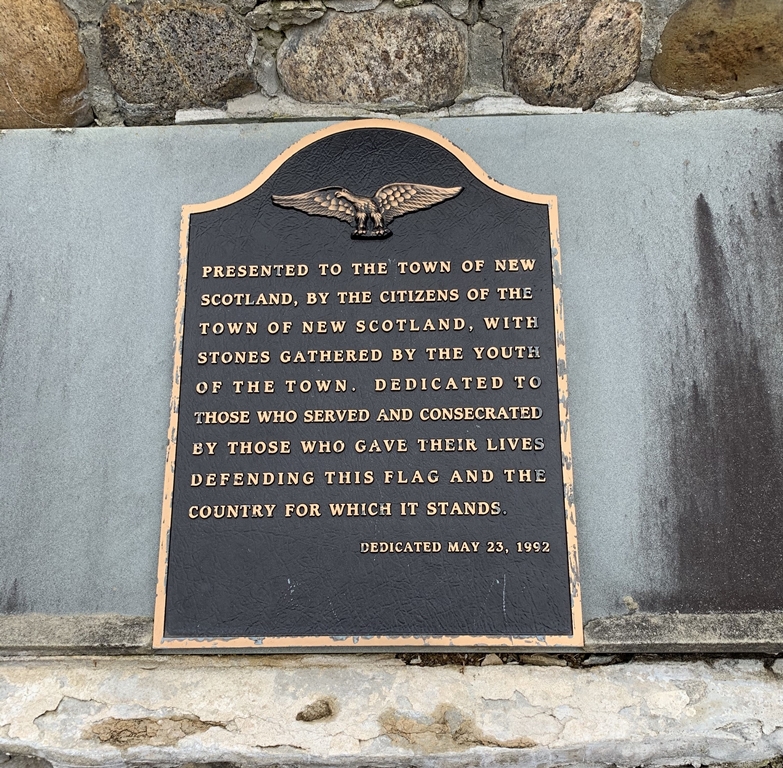 PRESENTED TO THE TOWN OF NEW
SCOTLAND, BY THE CITIZENS OF THE
TOWN OF NEW SCOTLAND, WITH
STONES GATHERED BY THE YOUTH
OF THE TOWN. DEDICATED TO
THOSE WHO SERVED AND CONSECRATED
BY THOSE WHO GAVE THEIR LIVES
DEFENDING THIS FLAG AND THE
COUNTRY FOR WHICH IT STANDS.
DEDICATED MAY 23, 1992